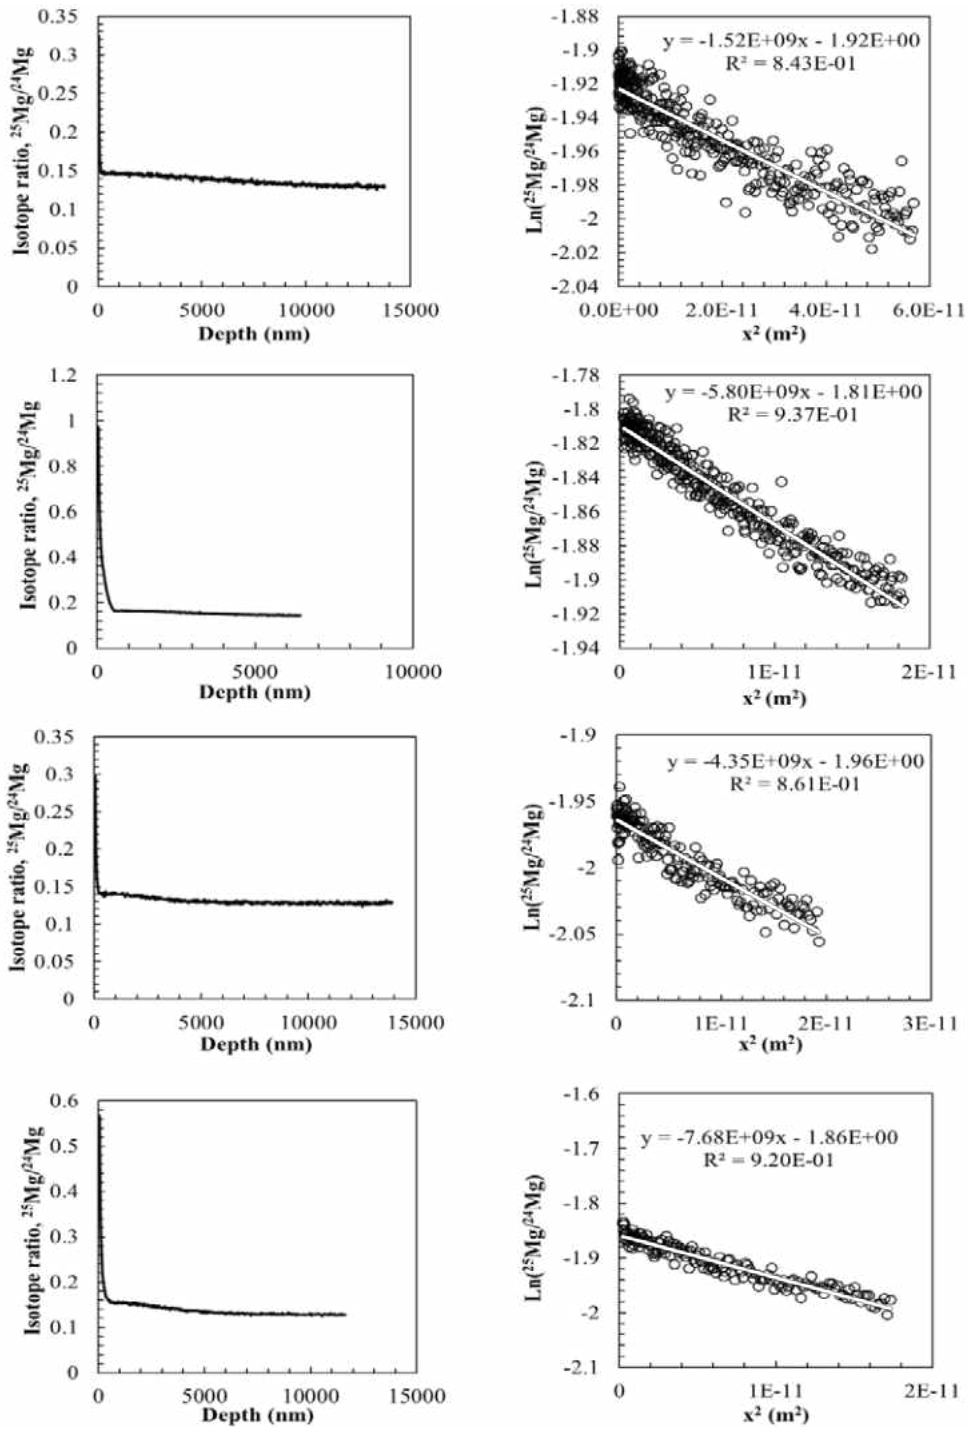 0.35
0.3
0.25
0.2
0.15
0.1
0.05
0
Isotope ratio, ²⁵Mg/²⁴Mg
0 5000 10000 15000
Depth (nm)
-1.88
-1.9
-1.92
-1.94
-1.96
-1.98
-2
-2.02
-2.04
Ln(²⁵Mg/²⁴Mg)
y = -1.52E+09x - 1.92E+00
R² = 8.43E-01
0.0E+00 2.0E-11 4.0E-11 6.0E-11
x² (m²)
1.2
1
0.8
0.6
0.4
0.2
0
Isotope ratio, ²⁵Mg/²⁴Mg
0 5000 10000
Depth (nm)
-1.78
-1.8
-1.82
-1.84
-1.86
-1.88
-1.9
-1.92
-1.94
Ln(²⁵Mg/²⁴Mg)
y = -5.80E+09x - 1.81E+00
R² = 9.37E-01
0 1E-11 2E-11
x² (m²)
0.35
0.3
0.25
0.2
0.15
0.1
0.05
0
Isotope ratio, ²⁵Mg/²⁴Mg
0 5000 10000 15000
Depth (nm)
-1.9
-1.95
-2
-2.05
-2.1
Ln(²⁵Mg/²⁴Mg)
y = -4.35E+09x - 1.96E+00
R² = 8.61E-01
0 1E-11 2E-11 3E-11
x² (m²)
0.6
0.5
0.4
0.3
0.2
0.1
0
Isotope ratio, ²⁵Mg/²⁴Mg
0 5000 10000 15000
Depth (nm)
-1.6
-1.7
-1.8
-1.9
-2
-2.1
Ln(²⁵Mg/²⁴Mg)
y = -7.68E+09x - 1.86E+00
R² = 9.20E-01
0 1E-11 2E-11
x² (m²)